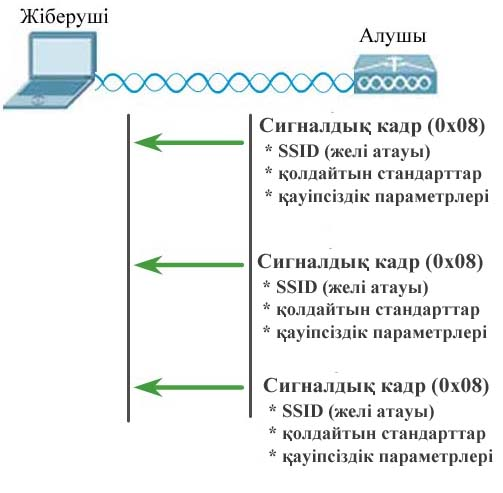 Жіберуші
Алушы
Сигналдық кадр (0x08)
* SSID (желі атауы)
* қолдайтын стандарттар
* қауіпсіздік параметрлері
Сигналдық кадр (0x08)
* SSID (желі атауы)
* қолдайтын стандарттар
* қауіпсіздік параметрлері
Сигналдық кадр (0x08)
* SSID (желі атауы)
* қолдайтын стандарттар
* қауіпсіздік параметрлері